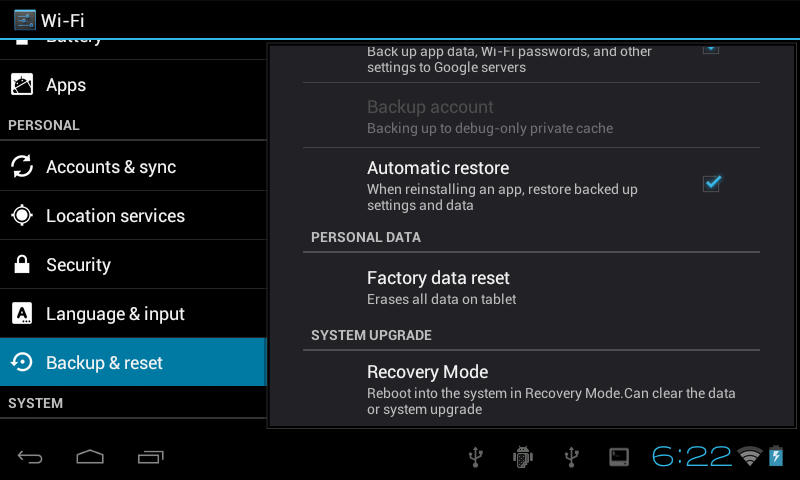 Wi-Fi
Battery
Apps
PERSONAL
Accounts & sync
Location services
Security
Language & input
Backup & reset
SYSTEM
Back up app data, Wi-Fi passwords, and other
settings to Google servers
Backup account
Backing up to debug-only private cache
Automatic restore
When reinstalling an app, restore backed up
settings and data
PERSONAL DATA
Factory data reset
Erases all data on tablet
SYSTEM UPGRADE
Recovery Mode
Reboot into the system in Recovery Mode.Can clear the data
or system upgrade
6:22